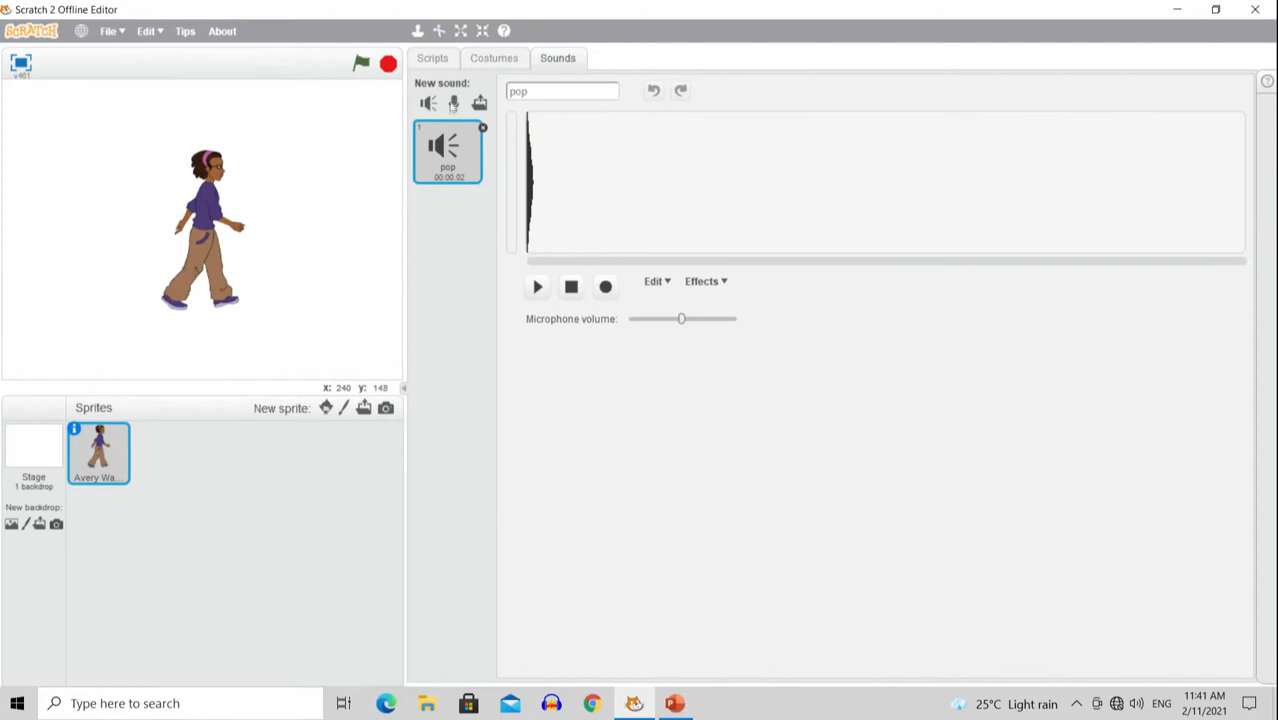 Scratch 2 Offline Editor
SCRATCH File Edit Tips About
v461
Scripts Costumes Sounds
New sound:
pop
1
pop
00:00.02
Edit Effects
Microphone volume:
x: 240 y: 148
Sprites New sprite:
Avery Wa...
Stage
1 backdrop
New backdrop:
Type here to search
25°C Light rain
ENG
11:41 AM
2/11/2021